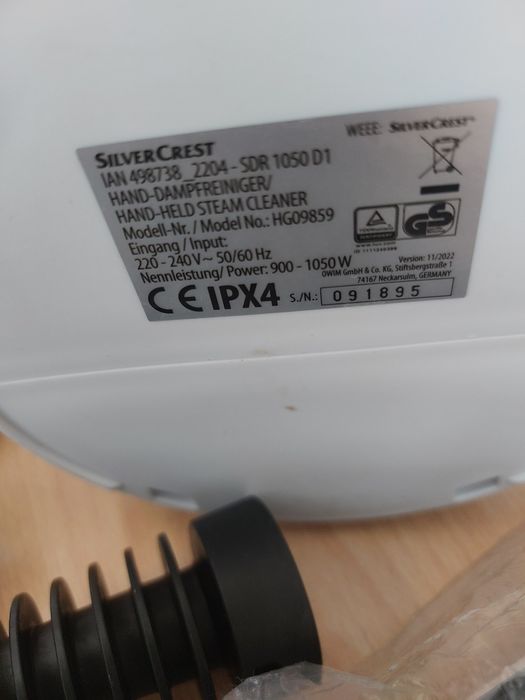 SILVERCREST
IAN 498738_2204 - SDR 1050 D1
HAND-DAMPFREINIGER/
HAND-HELD STEAM CLEANER
Modell-Nr. / Model No.: HG09859
Eingang / Input:
220 - 240 V~ 50/60 Hz
Nennleistung/ Power: 900 - 1050 W
CE IPX4
WEEE: SILVERCREST
GS
Version: 11/2022
OWIM GmbH & Co. KG, Stiftsbergstraße 1
74167 Neckarsulm, GERMANY
S./N.: 091895